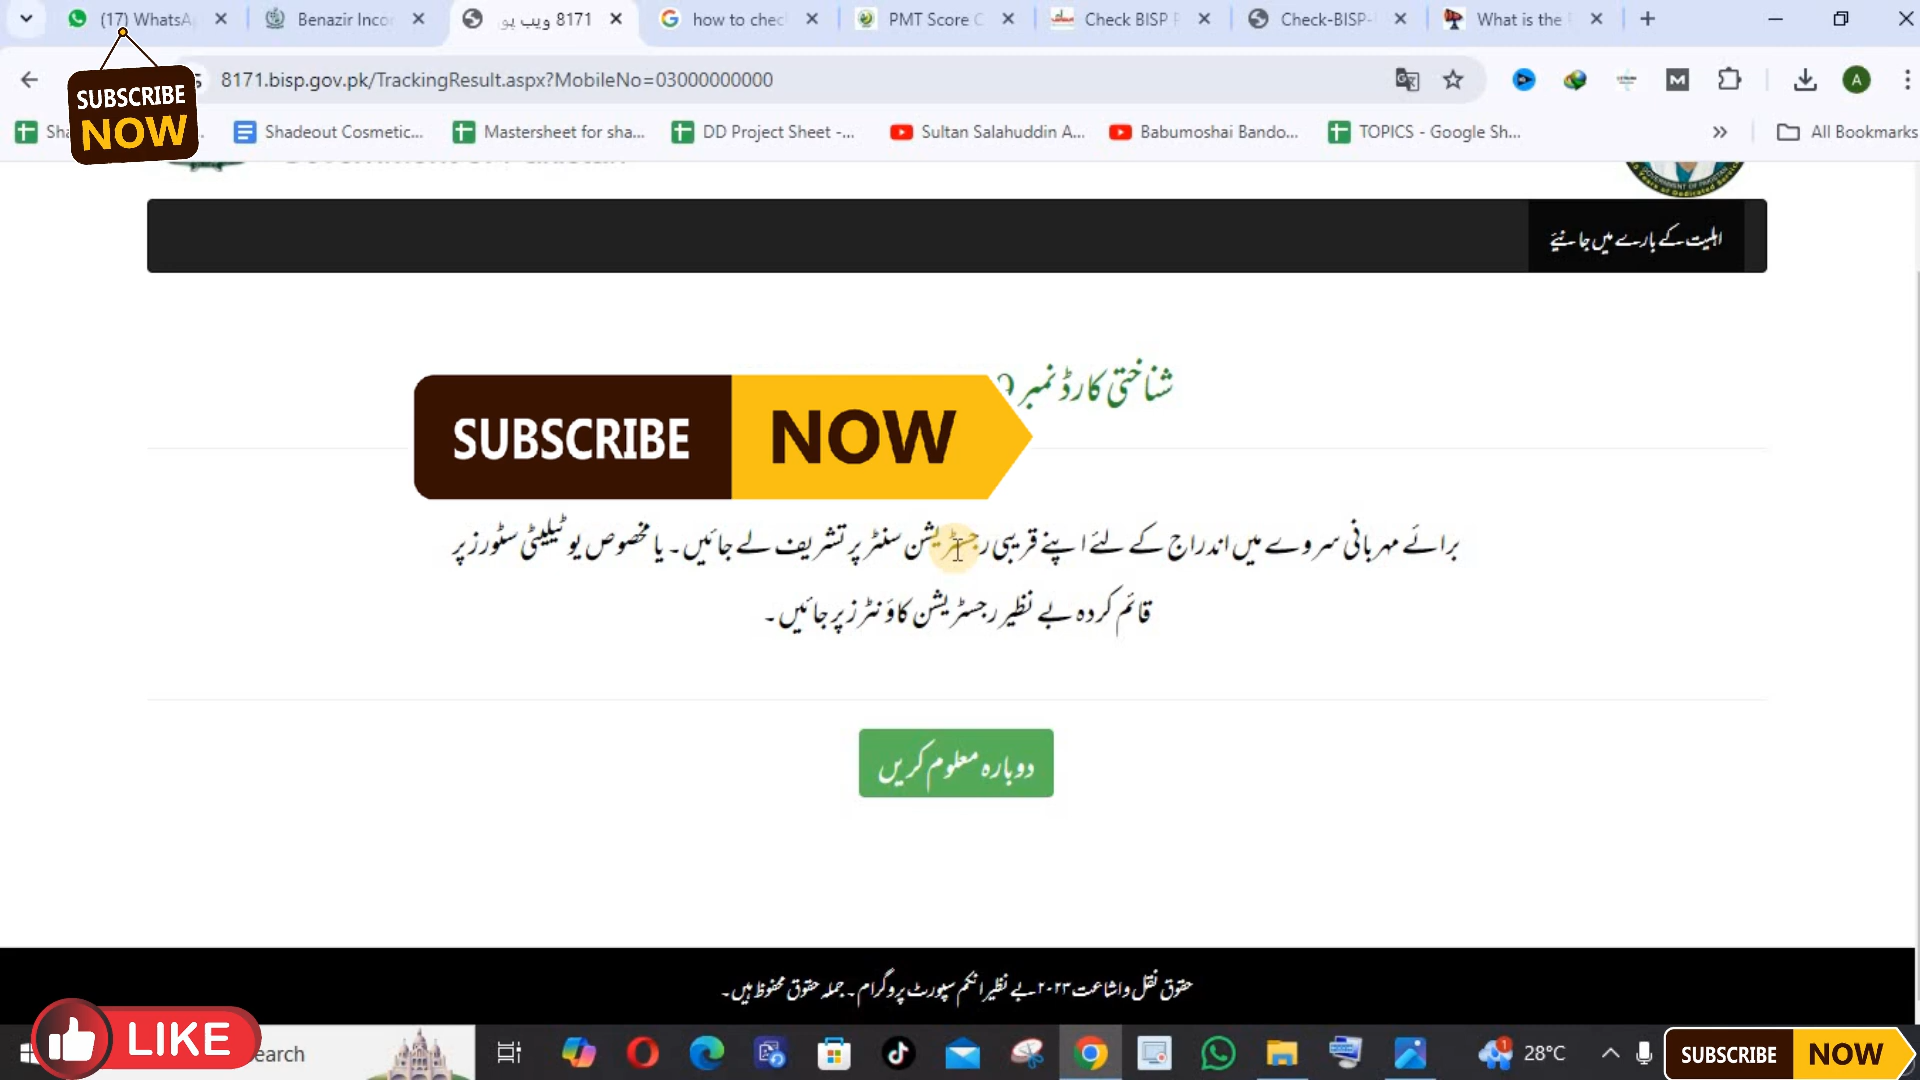 (17) WhatsA
Benazir Inco
8171 ویب پو
how to chec
PMT Score C
Check BISP F
Check-BISP-
What is the
8171.bisp.gov.pk/TrackingResult.aspx?MobileNo=03000000000
A
SUBSCRIBE
NOW
Sha
Shadeout Cosmetic...
Mastersheet for sha...
DD Project Sheet -...
Sultan Salahuddin A...
Babumoshai Bando...
TOPICS - Google Sh...
All Bookmarks
اہلیت کے بارے میں جانیئے
شناختی کارڈ نمبر
SUBSCRIBE NOW
برائے مہربانی سروے میں اندراج کے لئے اپنے قریبی رجسٹریشن سنٹر پر تشریف لے جائیں۔ یا مخصوص یوٹیلیٹی سٹورز پر
قائم کردہ بے نظیر رجسٹریشن کاؤنٹرز پر جائیں۔
دوبارہ معلوم کریں
حقوق نقل و اشاعت ۲۰۲۳ بے نظیر انکم سپورٹ پروگرام۔ جملہ حقوق محفوظ ہیں۔
LIKE
earch
28°C
SUBSCRIBE NOW